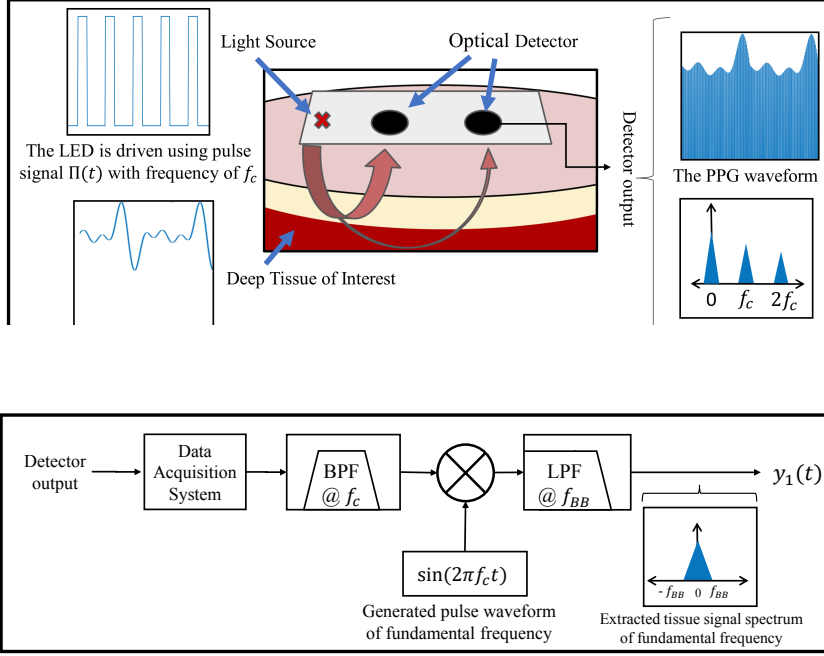 Light Source
Optical Detector
The LED is driven using pulse
signal Π(t) with frequency of f_c
Deep Tissue of Interest
Detector output
The PPG waveform
0 f_c 2f_c
Detector
output
Data
Acquisition
System
BPF
@ f_c
LPF
@ f_BB
y_1(t)
sin(2πf_ct)
Generated pulse waveform
of fundamental frequency
- f_BB 0 f_BB
Extracted tissue signal spectrum
of fundamental frequency